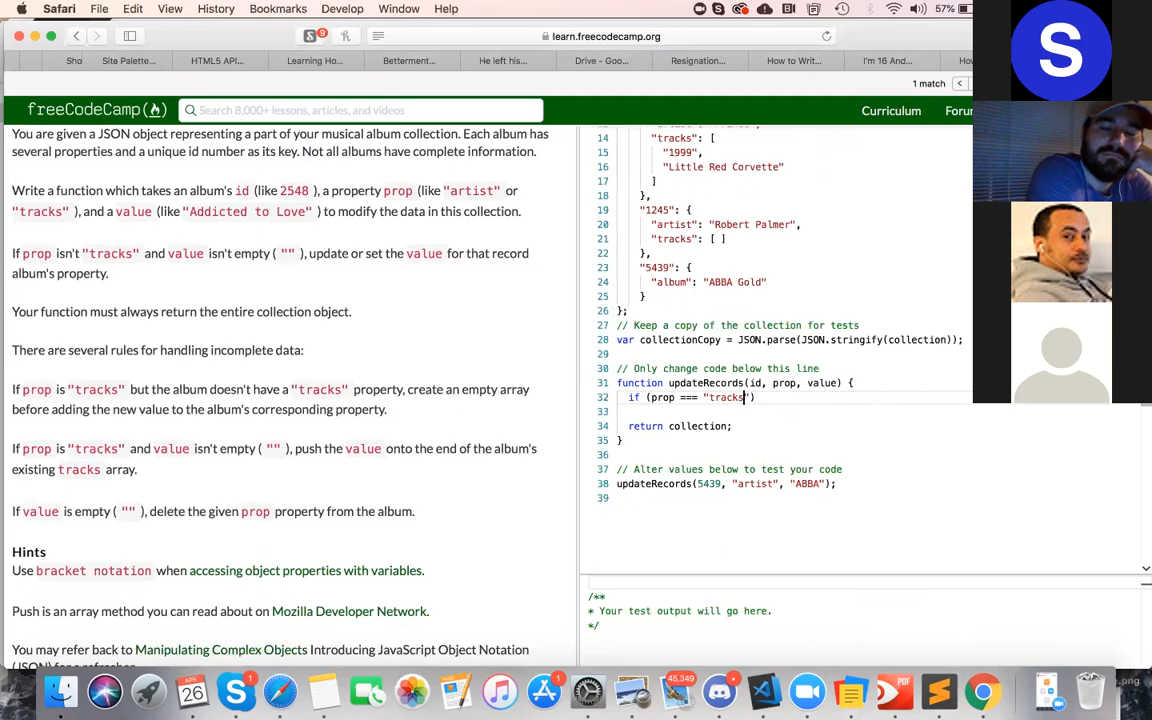 Safari File Edit View History Bookmarks Develop Window Help 57%
9 learn.freecodecamp.org
Sho Site Palette... HTML5 API... Learning Ho... Betterment... He left his... Drive - Goo... Resignation... How to Writ... I'm 16 And... How
1 match <
freeCodeCamp Search 8,000+ lessons, articles, and videos Curriculum Forum
You are given a JSON object representing a part of your musical album collection. Each album has
several properties and a unique id number as its key. Not all albums have complete information.
Write a function which takes an album's id (like 2548 ), a property prop (like "artist" or
"tracks" ), and a value (like "Addicted to Love" ) to modify the data in this collection.
If prop isn't "tracks" and value isn't empty ( "" ), update or set the value for that record
album's property.
Your function must always return the entire collection object.
There are several rules for handling incomplete data:
If prop is "tracks" but the album doesn't have a "tracks" property, create an empty array
before adding the new value to the album's corresponding property.
If prop is "tracks" and value isn't empty ( "" ), push the value onto the end of the album's
existing tracks array.
If value is empty ( "" ), delete the given prop property from the album.
Hints
Use bracket notation when accessing object properties with variables.
Push is an array method you can read about on Mozilla Developer Network.
You may refer back to Manipulating Complex Objects Introducing JavaScript Object Notation
(JSON) for a refresher.
14 "tracks": [
15 "1999",
16 "Little Red Corvette"
17 ]
18 },
19 "1245": {
20 "artist": "Robert Palmer",
21 "tracks": [ ]
22 },
23 "5439": {
24 "album": "ABBA Gold"
25 }
26 };
27 // Keep a copy of the collection for tests
28 var collectionCopy = JSON.parse(JSON.stringify(collection));
29
30 // Only change code below this line
31 function updateRecords(id, prop, value) {
32 if (prop === "tracks")
33
34 return collection;
35 }
36
37 // Alter values below to test your code
38 updateRecords(5439, "artist", "ABBA");
39
/**
* Your test output will go here.
*/
S
APR 26 1 1 45,349 PDF
.png